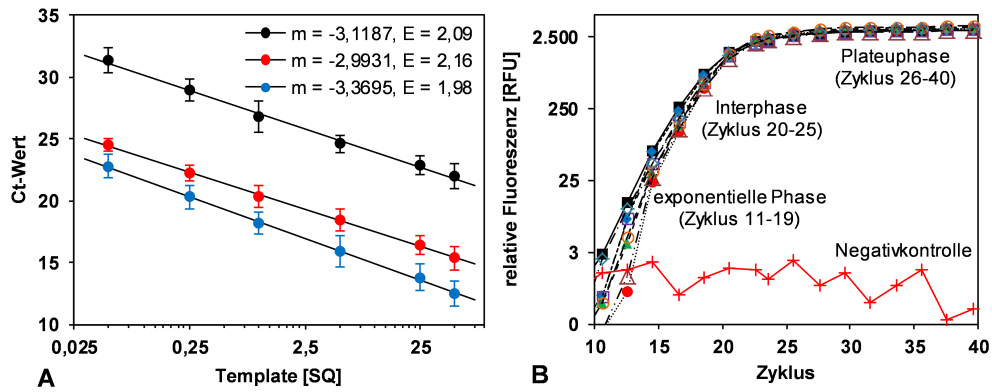 35
30
25
20
15
10
Ct-Wert
m = -3,1187, E = 2,09
m = -2,9931, E = 2,16
m = -3,3695, E = 1,98
0,025
0,25
2,5
25
Template [SQ]
A
2.500
250
25
3
0
relative Fluoreszenz [RFU]
Plateuphase
(Zyklus 26-40)
Interphase
(Zyklus 20-25)
exponentielle Phase
(Zyklus 11-19)
Negativkontrolle
10
15
20
25
30
35
40
Zyklus
B